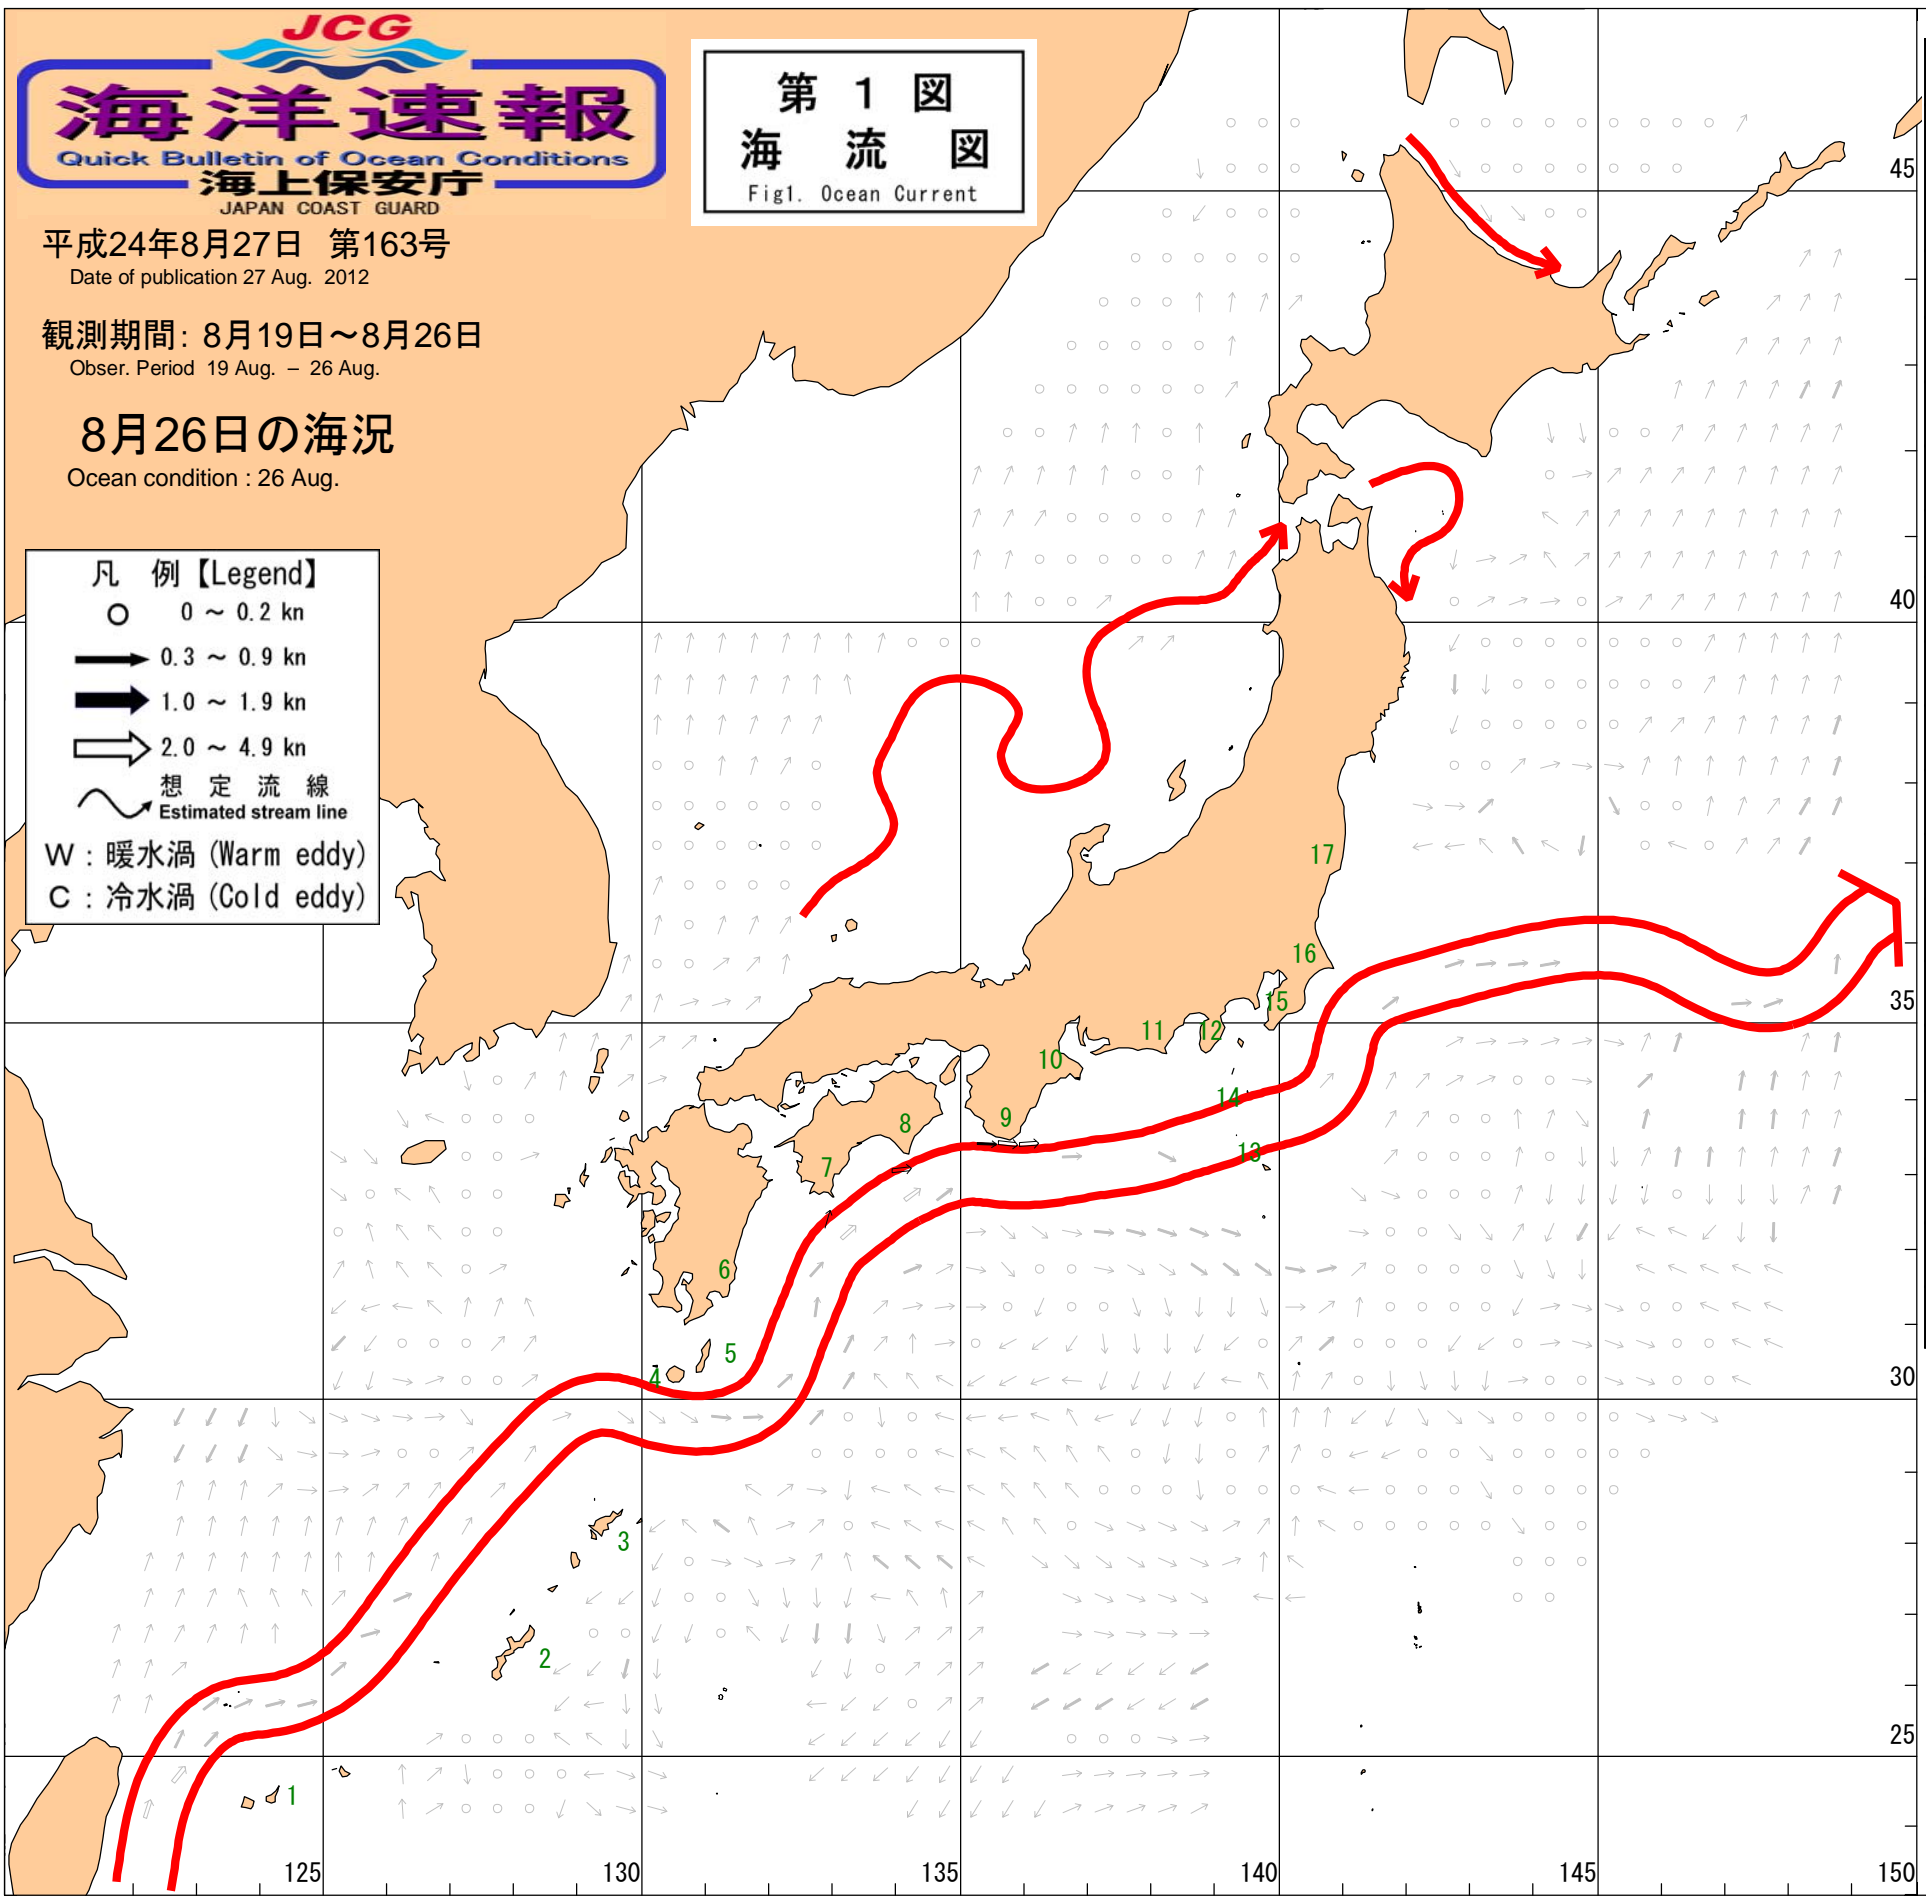 JCG
海洋速報
Quick Bulletin of Ocean Conditions
海上保安庁
JAPAN COAST GUARD
平成24年8月27日 第163号
Date of publication 27 Aug. 2012
観測期間: 8月19日～8月26日
Obser. Period 19 Aug. – 26 Aug.
8月26日の海況
Ocean condition : 26 Aug.
第 1 図
海 流 図
Fig1. Ocean Current
凡 例【Legend】
0 ～ 0.2 kn
0.3 ～ 0.9 kn
1.0 ～ 1.9 kn
2.0 ～ 4.9 kn
想 定 流 線
Estimated stream line
W : 暖水渦 (Warm eddy)
C : 冷水渦 (Cold eddy)
45
40
17
16
35
15
11
12
10
14
9
8
13
7
6
5
4
30
3
2
25
1
125
130
135
140
145
150